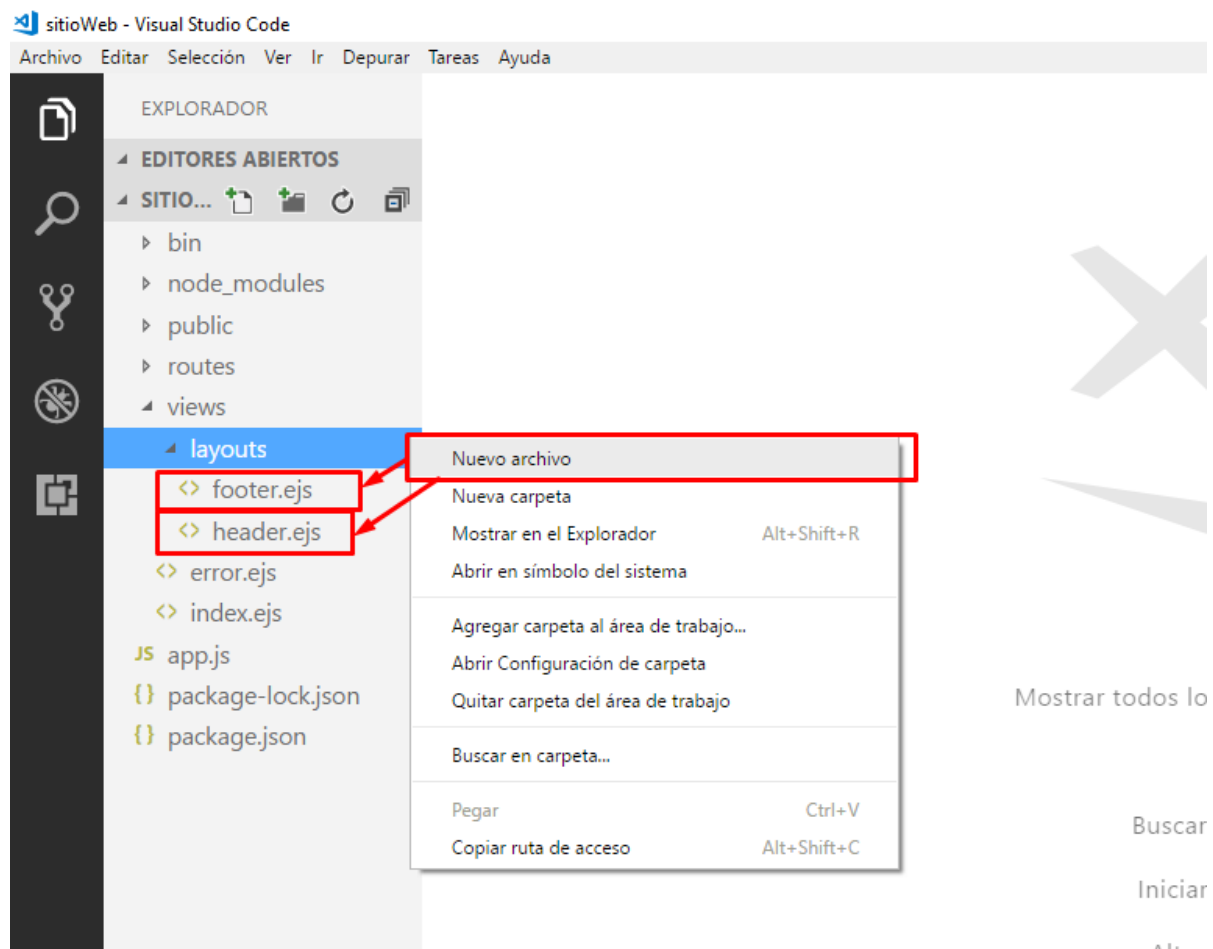 sitioWeb - Visual Studio Code
Archivo Editar Selección Ver Ir Depurar Tareas Ayuda
EXPLORADOR
EDITORES ABIERTOS
SITIO...
bin
node_modules
public
routes
views
layouts
footer.ejs
header.ejs
error.ejs
index.ejs
JS app.js
{} package-lock.json
{} package.json
Nuevo archivo
Nueva carpeta
Mostrar en el Explorador Alt+Shift+R
Abrir en símbolo del sistema
Agregar carpeta al área de trabajo...
Abrir Configuración de carpeta
Quitar carpeta del área de trabajo
Buscar en carpeta...
Pegar Ctrl+V
Copiar ruta de acceso Alt+Shift+C
Mostrar todos lo
Buscar
Iniciar